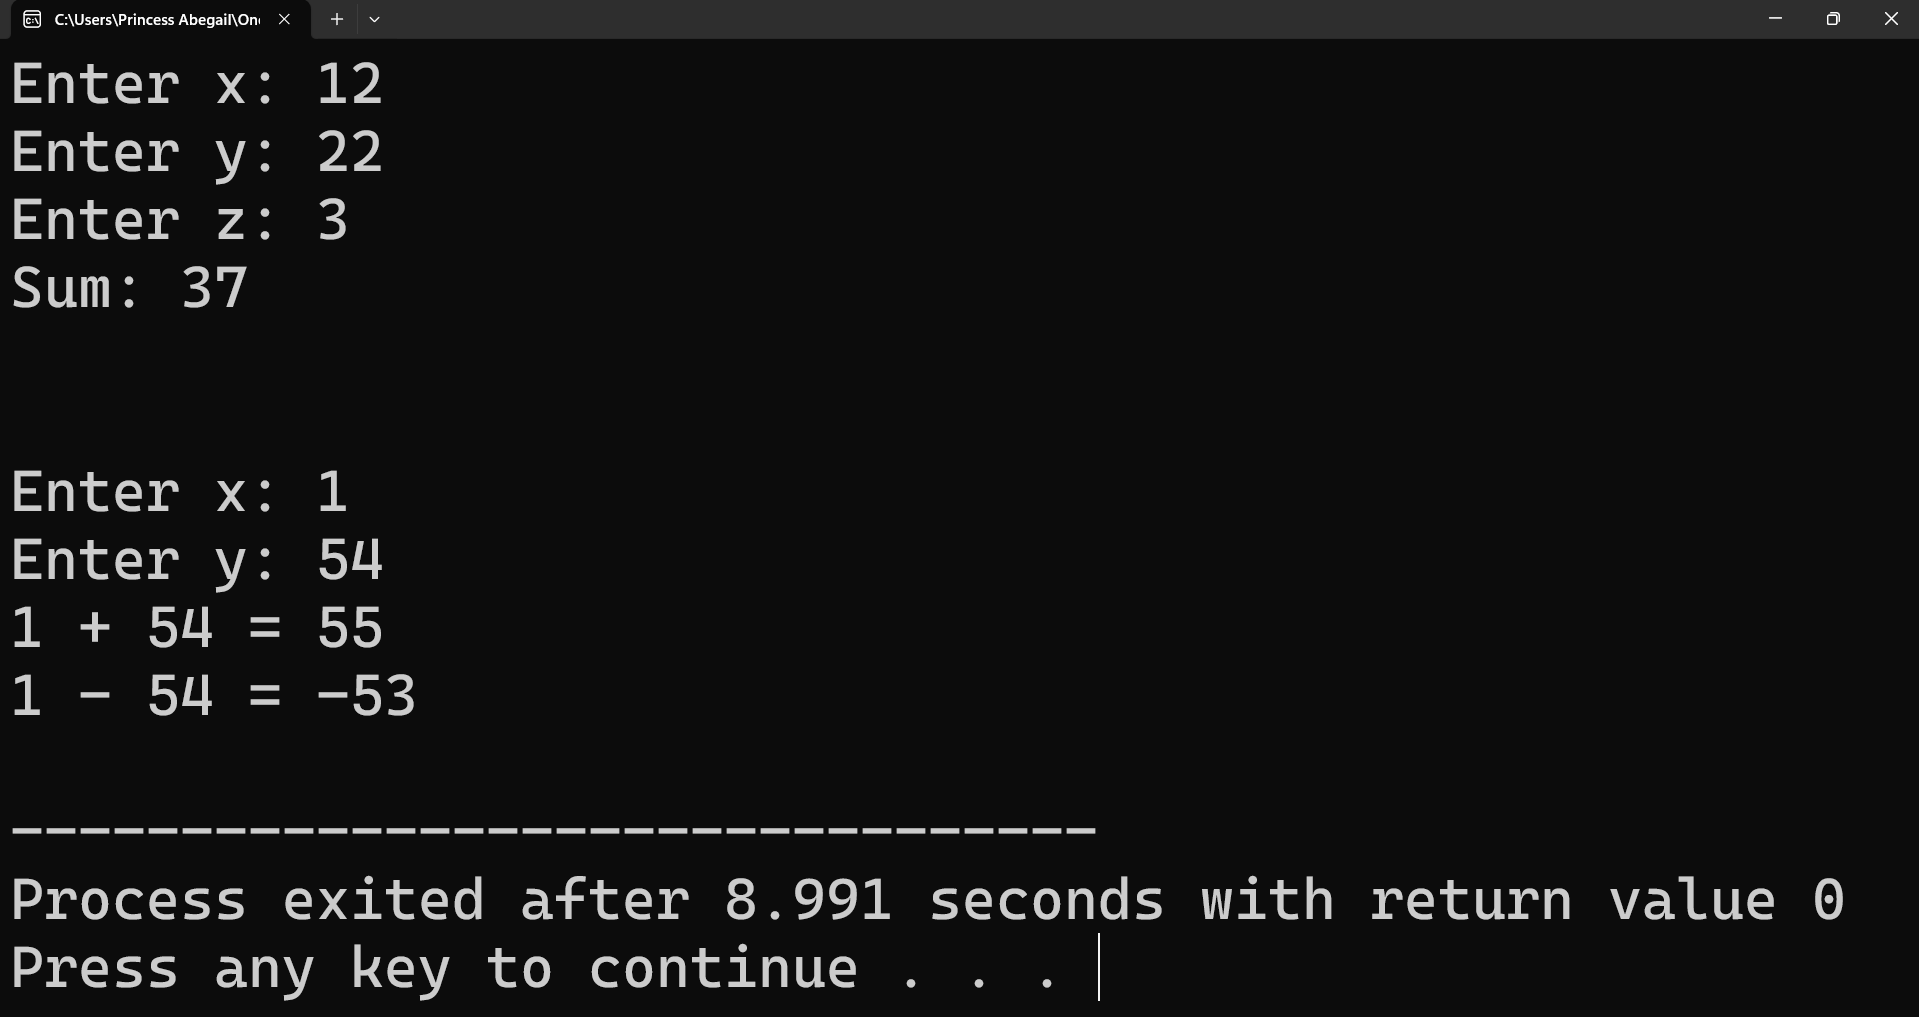 C:\Users\Princess Abegail\On
Enter x: 12
Enter y: 22
Enter z: 3
Sum: 37
Enter x: 1
Enter y: 54
1 + 54 = 55
1 - 54 = -53
--------------------------------
Process exited after 8.991 seconds with return value 0
Press any key to continue . . .